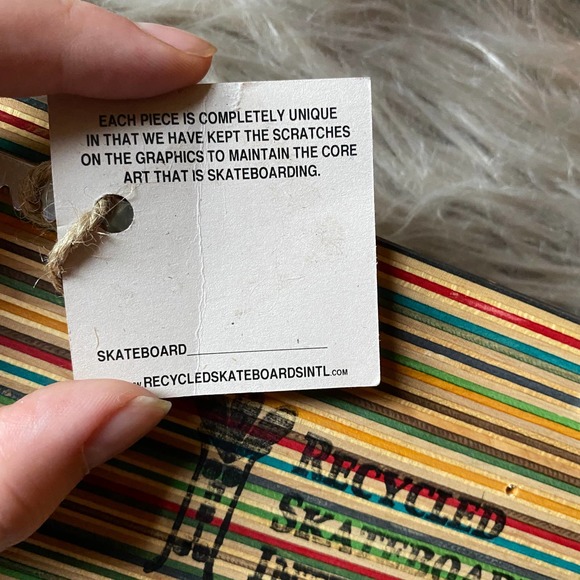 EACH PIECE IS COMPLETELY UNIQUE
IN THAT WE HAVE KEPT THE SCRATCHES
ON THE GRAPHICS TO MAINTAIN THE CORE
ART THAT IS SKATEBOARDING.
SKATEBOARD
W.RECYCLEDSKATEBOARDSINTL.COM
RECYCLED